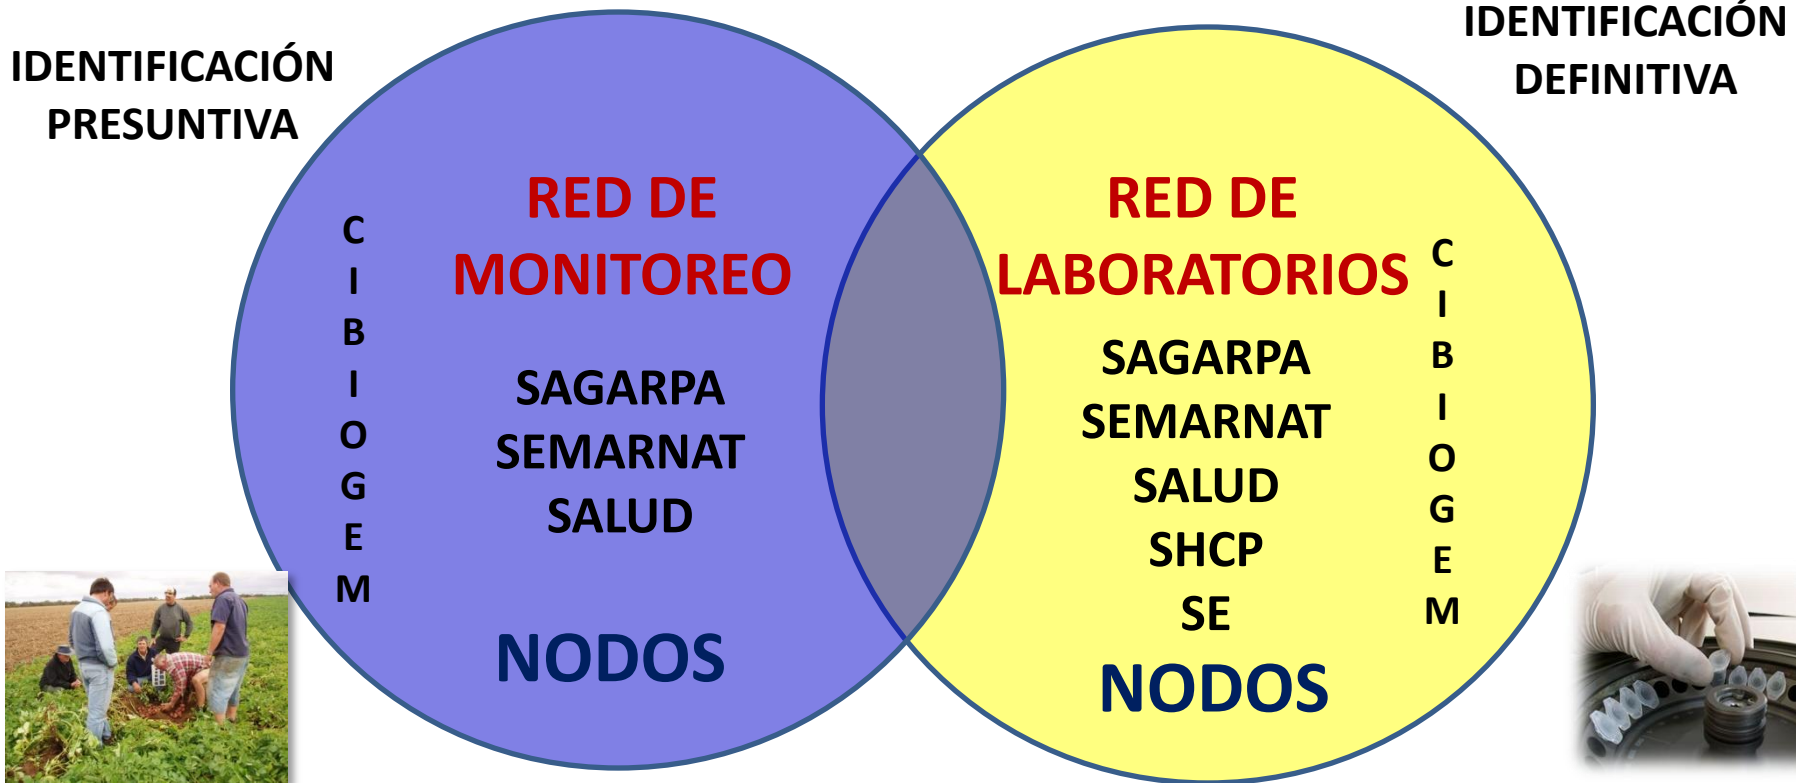 IDENTIFICACIÓN
PRESUNTIVA
C
I
B
I
O
G
E
M
RED DE
MONITOREO
SAGARPA
SEMARNAT
SALUD
NODOS
IDENTIFICACIÓN
DEFINITIVA
RED DE
LABORATORIOS
SAGARPA
SEMARNAT
SALUD
SHCP
SE
NODOS
C
I
B
I
O
G
E
M